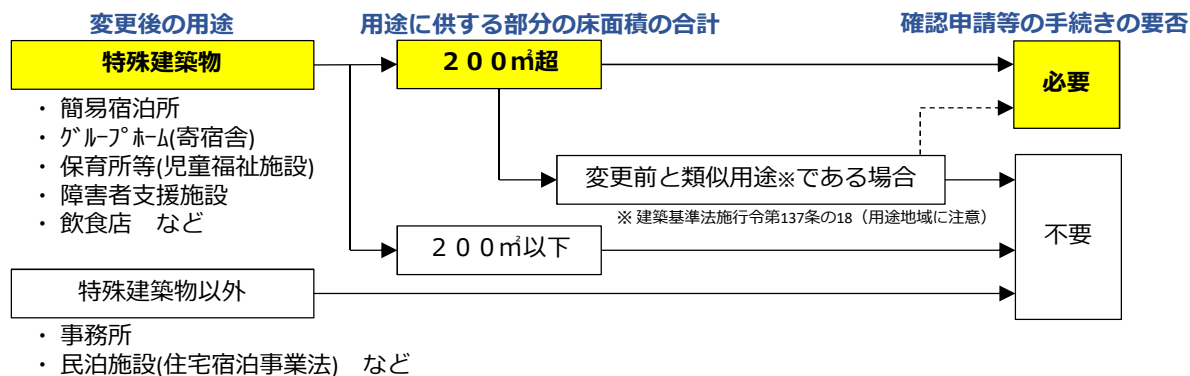 変更後の用途
用途に供する部分の床面積の合計
確認申請等の手続きの要否
特殊建築物
２００㎡超
必要
・ 簡易宿泊所
・ ｸﾞﾙｰﾌﾟﾎｰﾑ(寄宿舎)
・ 保育所等(児童福祉施設)
・ 障害者支援施設
・ 飲食店　など
変更前と類似用途※である場合
※ 建築基準法施行令第137条の18（用途地域に注意）
２００㎡以下
不要
特殊建築物以外
・ 事務所
・ 民泊施設(住宅宿泊事業法)　など